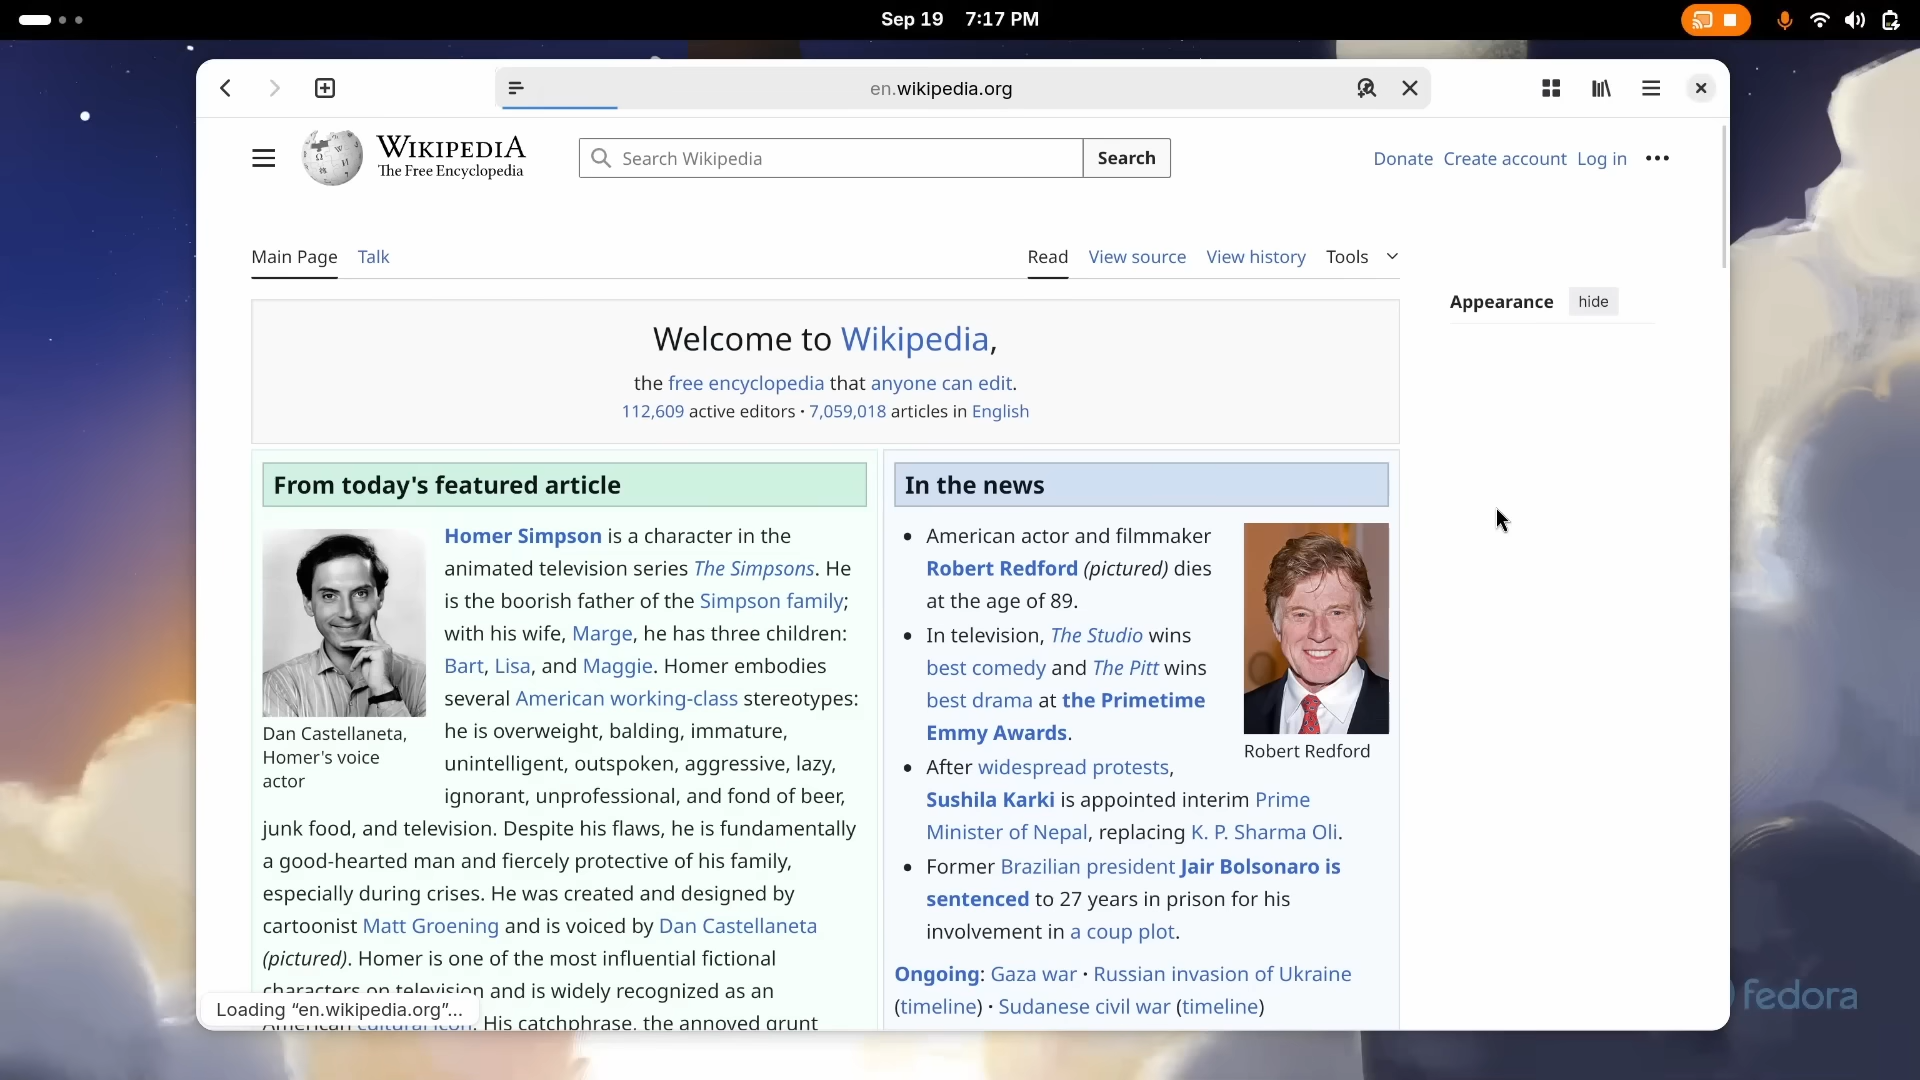 Sep 19 7:17 PM
en.wikipedia.org
WIKIPEDIA
The Free Encyclopedia
Search Wikipedia
Search
Donate Create account Log in
Main Page Talk
Read View source View history Tools
Appearance hide
Welcome to Wikipedia,
the free encyclopedia that anyone can edit.
112,609 active editors · 7,059,018 articles in English
From today's featured article
Homer Simpson is a character in the
animated television series The Simpsons. He
is the boorish father of the Simpson family;
with his wife, Marge, he has three children:
Bart, Lisa, and Maggie. Homer embodies
several American working-class stereotypes:
he is overweight, balding, immature,
unintelligent, outspoken, aggressive, lazy,
ignorant, unprofessional, and fond of beer,
Dan Castellaneta,
Homer's voice
actor
junk food, and television. Despite his flaws, he is fundamentally
a good-hearted man and fiercely protective of his family,
especially during crises. He was created and designed by
cartoonist Matt Groening and is voiced by Dan Castellaneta
(pictured). Homer is one of the most influential fictional
characters on television and is widely recognized as an
American cultural icon. His catchphrase, the annoyed grunt
In the news
American actor and filmmaker
Robert Redford (pictured) dies
at the age of 89.
In television, The Studio wins
best comedy and The Pitt wins
best drama at the Primetime
Emmy Awards.
Robert Redford
After widespread protests,
Sushila Karki is appointed interim Prime
Minister of Nepal, replacing K. P. Sharma Oli.
Former Brazilian president Jair Bolsonaro is
sentenced to 27 years in prison for his
involvement in a coup plot.
Ongoing: Gaza war · Russian invasion of Ukraine
(timeline) · Sudanese civil war (timeline)
Loading “en.wikipedia.org”...
fedora